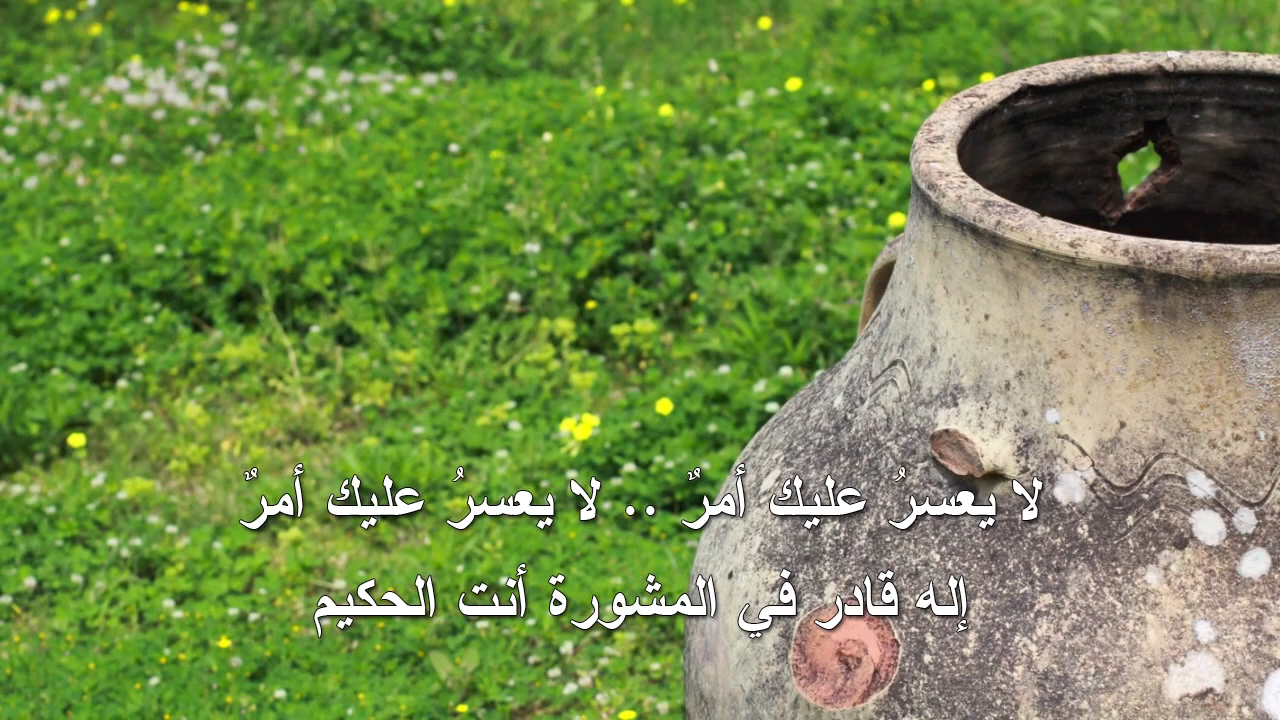 لا يعسرُ عليك أمرٌ .. لا يعسرُ عليك أمرٌ
إله قادر في المشورة أنت الحكيم